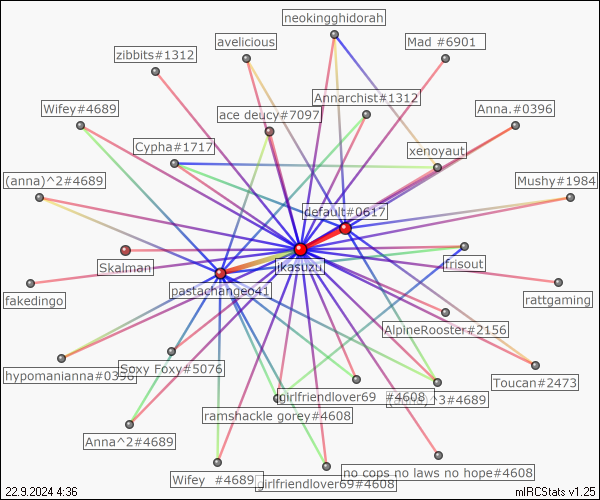 neokingghidorah
avelicious
Mad #6901
zibbits#1312
Annarchist#1312
Wifey#4689
ace deucy#7097
Anna.#0396
Cypha#1717
xenoyaut
(anna)^2#4689
Mushy#1984
default#0617
Skalman
jikasuzu
frisout
fakedingo
pastachangeo41
rattgaming
AlpineRooster#2156
hypomanianna#0396
Soxy Foxy#5076
Toucan#2473
girlfriendlover69 #4608
^3#4689
ramshackle gorey#4608
Anna^2#4689
Wifey #4689
girlfriendlover69#4608
no cops no laws no hope#4608
22.9.2024 4:36
mIRCStats v1.25